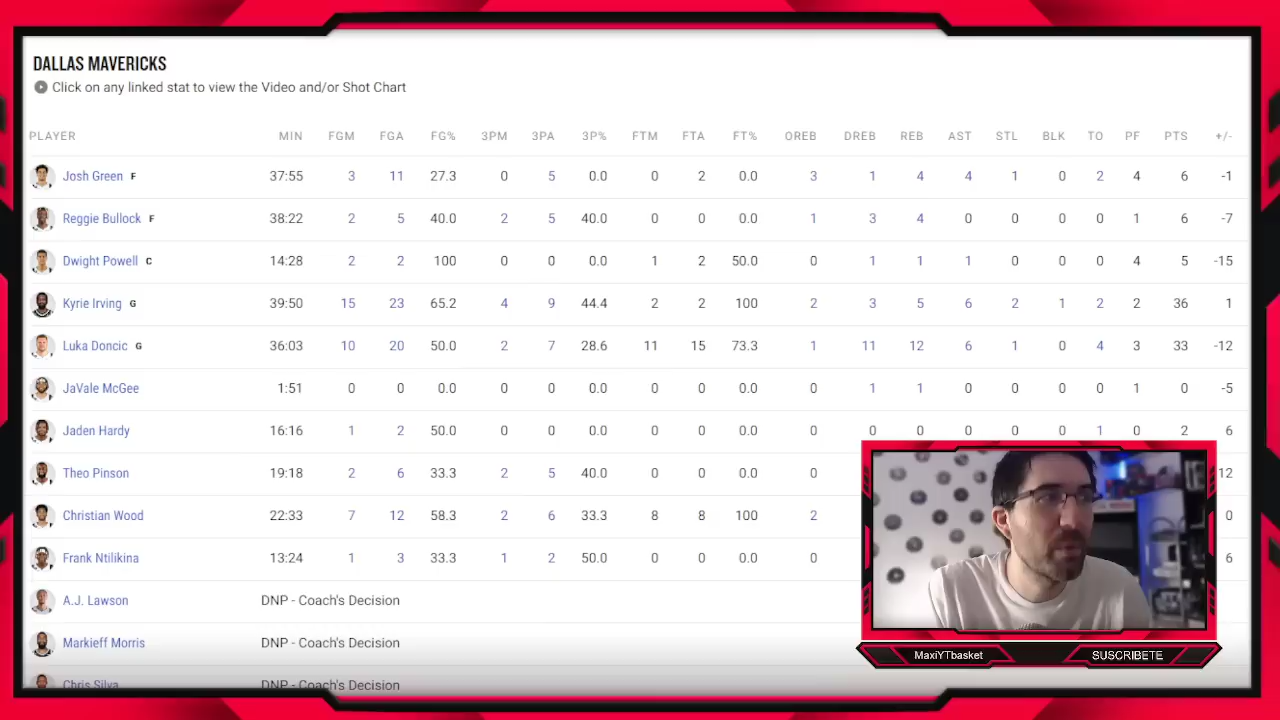 DALLAS MAVERICKS
Click on any linked stat to view the Video and/or Shot Chart
PLAYER MIN FGM FGA FG% 3PM 3PA 3P% FTM FTA FT% OREB DREB REB AST STL BLK TO PF PTS +/-
Josh Green F 37:55 3 11 27.3 0 5 0.0 0 2 0.0 3 1 4 4 1 0 2 4 6 -1
Reggie Bullock F 38:22 2 5 40.0 2 5 40.0 0 0 0.0 1 3 4 0 0 0 0 1 6 -7
Dwight Powell C 14:28 2 2 100 0 0 0.0 1 2 50.0 0 1 1 1 0 0 0 4 5 -15
Kyrie Irving G 39:50 15 23 65.2 4 9 44.4 2 2 100 2 3 5 6 2 1 2 2 36 1
Luka Doncic G 36:03 10 20 50.0 2 7 28.6 11 15 73.3 1 11 12 6 1 0 4 3 33 -12
JaVale McGee 1:51 0 0 0.0 0 0 0.0 0 0 0.0 0 1 1 0 0 0 0 1 0 -5
Jaden Hardy 16:16 1 2 50.0 0 0 0.0 0 0 0.0 0 0 0 0 0 0 1 0 2 6
Theo Pinson 19:18 2 6 33.3 2 5 40.0 0 0 0.0 0 12
Christian Wood 22:33 7 12 58.3 2 6 33.3 8 8 100 2 0
Frank Ntilikina 13:24 1 3 33.3 1 2 50.0 0 0 0.0 0 6
A.J. Lawson DNP - Coach's Decision
Markieff Morris DNP - Coach's Decision
Chris Silva DNP - Coach's Decision
MaxiYTbasket SUSCRIBETE